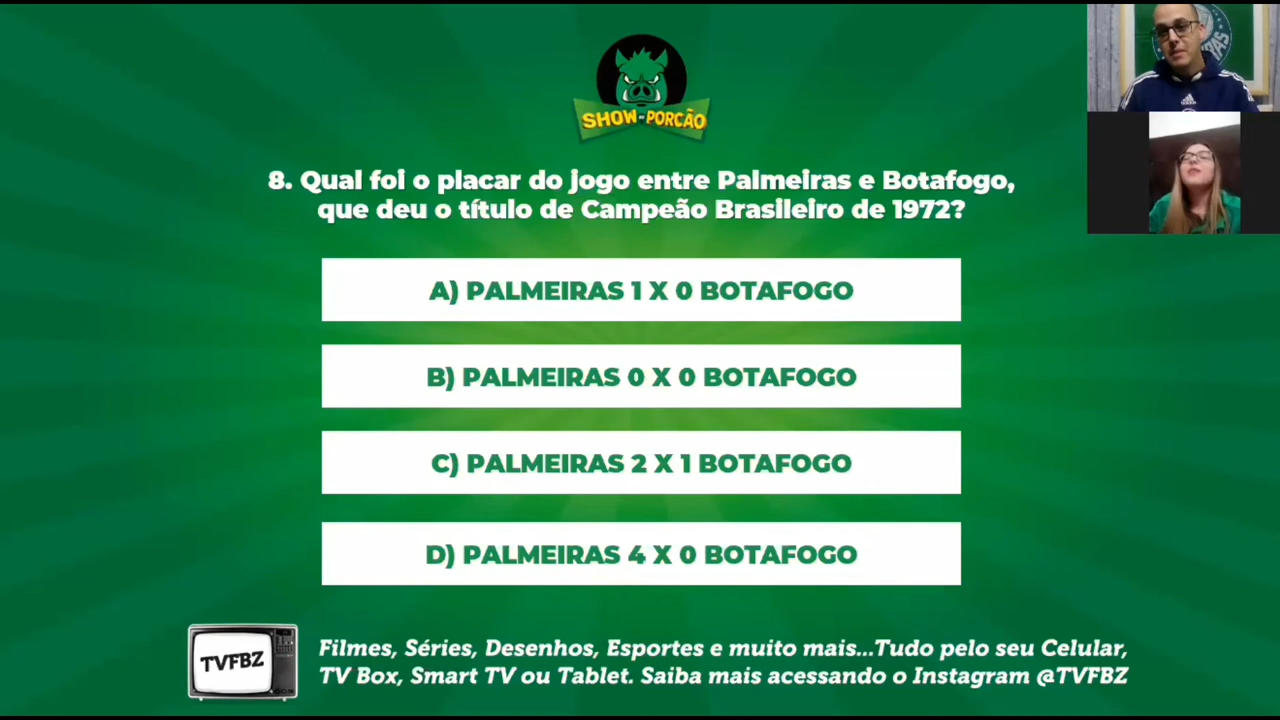 SHOW-PORCÃO
8. Qual foi o placar do jogo entre Palmeiras e Botafogo,
que deu o título de Campeão Brasileiro de 1972?
A) PALMEIRAS 1 X 0 BOTAFOGO
B) PALMEIRAS 0 X 0 BOTAFOGO
C) PALMEIRAS 2 X 1 BOTAFOGO
D) PALMEIRAS 4 X 0 BOTAFOGO
TVFBZ
Filmes, Séries, Desenhos, Esportes e muito mais...Tudo pelo seu Celular,
TV Box, Smart TV ou Tablet. Saiba mais acessando o Instagram @TVFBZ